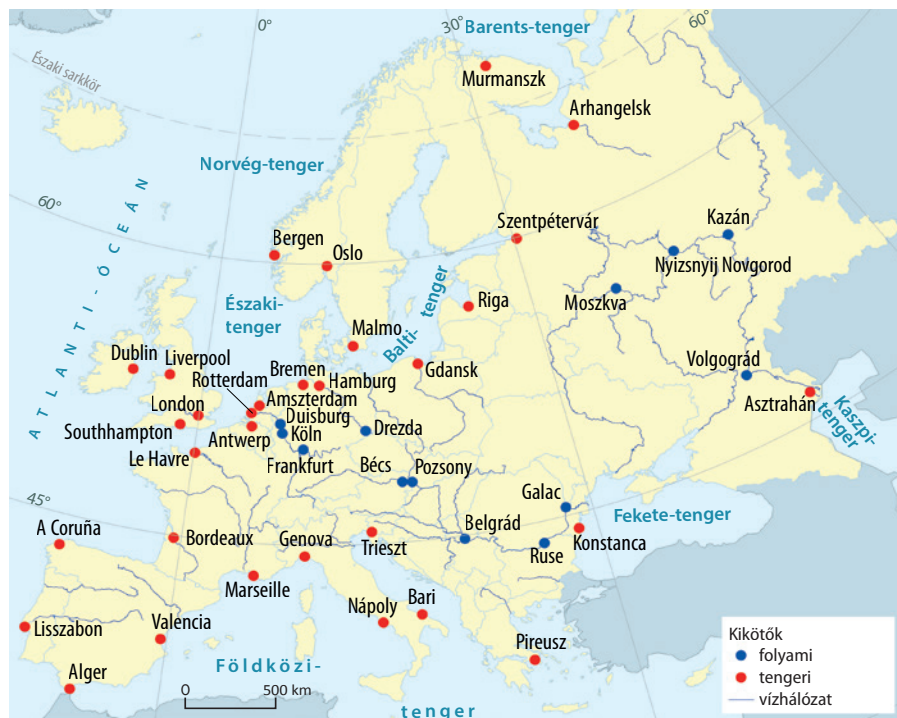 0°
30°
60°
Barents-tenger
Északi sarkkör
Murmanszk
Arhangelsk
Norvég-tenger
60°
ATLANTI-ÓCEÁN
Bergen
Oslo
Szentpétervár
Kazán
Nyizsnyij Novgorod
Moszkva
Északi-
tenger
Balti-tenger
Riga
Malmo
Dublin
Liverpool
Bremen
Hamburg
Gdansk
Volgográd
Rotterdam
Amszterdam
London
Duisburg
Asztrahán
Kaszpi-
tenger
Southhampton
Antwerp
Köln
Drezda
Le Havre
Frankfurt
Bécs
Pozsony
45°
Galac
Fekete-tenger
A Coruña
Bordeaux
Genova
Trieszt
Belgrád
Ruse
Konstanca
Marseille
Nápoly
Bari
Lisszabon
Valencia
Pireusz
Alger
Földközi-
tenger
0
500 km
Kikötők
folyami
tengeri
vízhálózat